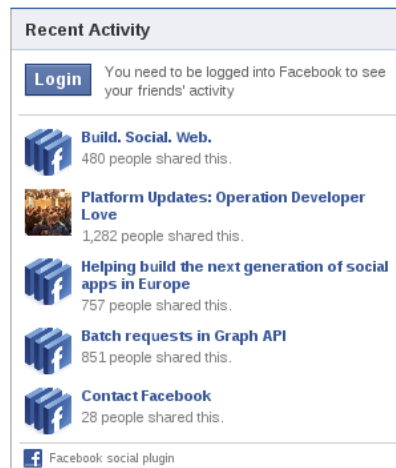 Recent Activity
Login
You need to be logged into Facebook to see
your friends' activity
Build. Social. Web.
480 people shared this.
Platform Updates: Operation Developer
Love
1,282 people shared this.
Helping build the next generation of social
apps in Europe
757 people shared this.
Batch requests in Graph API
851 people shared this.
Contact Facebook
28 people shared this.
Facebook social plugin